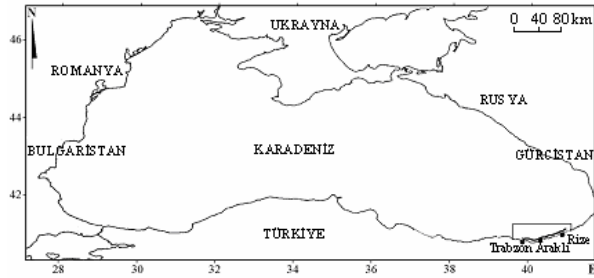 N
UKRAYNA
0 40 80 km
46
ROMANYA
RUSYA
44
BULGARİSTAN
KARADENİZ
GÜRCİSTAN
42
TÜRKİYE
Trabzon Araklı Rize
28 30 32 34 36 38 40 E